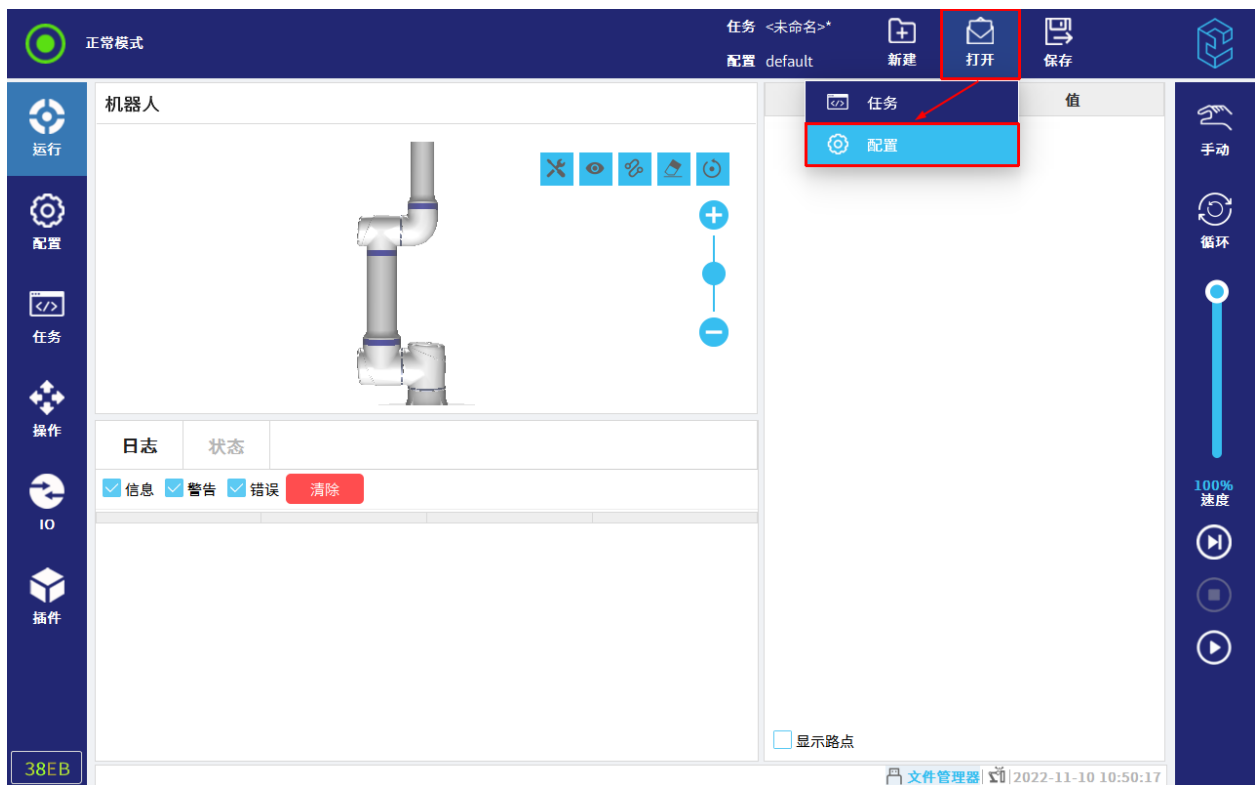 正常模式
任务 <未命名>*
配置 default
新建
打开
保存
任务
配置
运行
配置
任务
操作
IO
插件
38EB
机器人
值
日志
状态
信息
警告
错误
清除
显示路点
文件管理器
2022-11-10 10:50:17
手动
循环
100%
速度